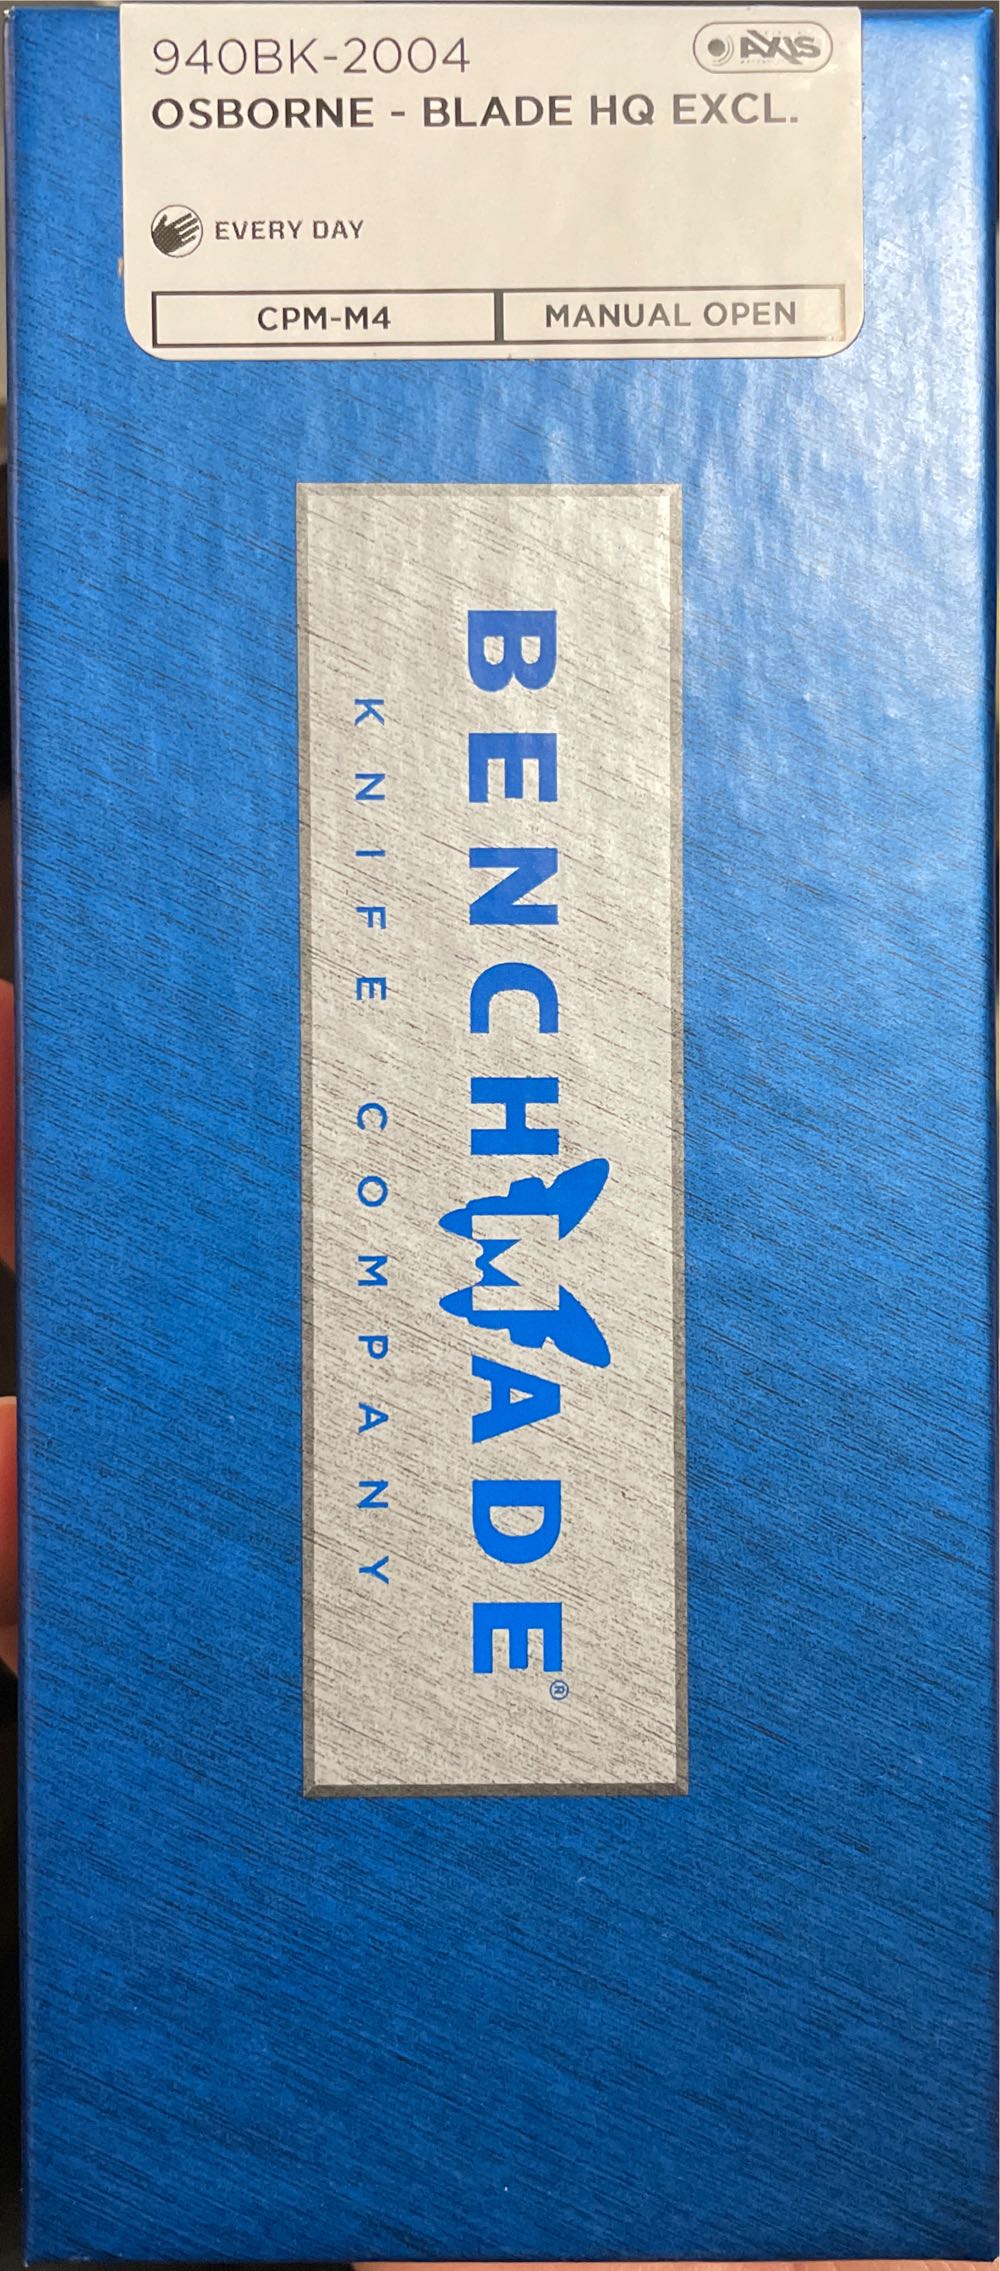 940BK-2004
AXIS
OSBORNE - BLADE HQ EXCL.
EVERY DAY
CPM-M4
MANUAL OPEN
BENCHMADE®
KNIFE COMPANY